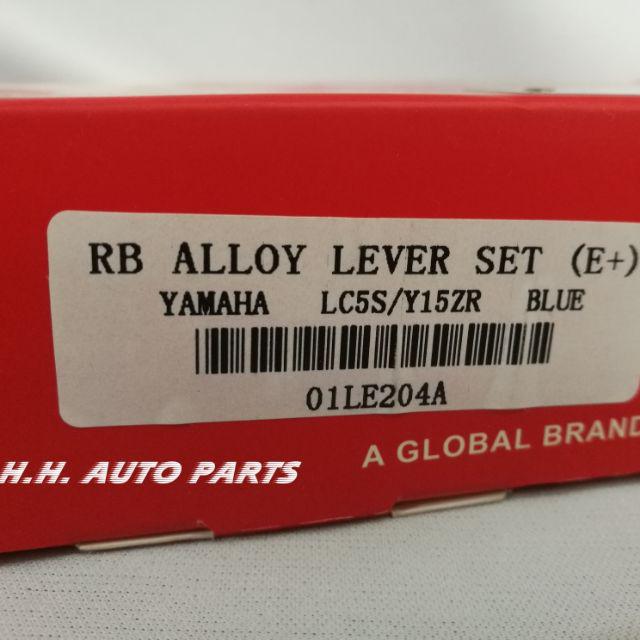 RB ALLOY LEVER SET (E+)
YAMAHA LC5S/Y15ZR BLUE
01LE204A
A GLOBAL BRAND
H.H. AUTO PARTS